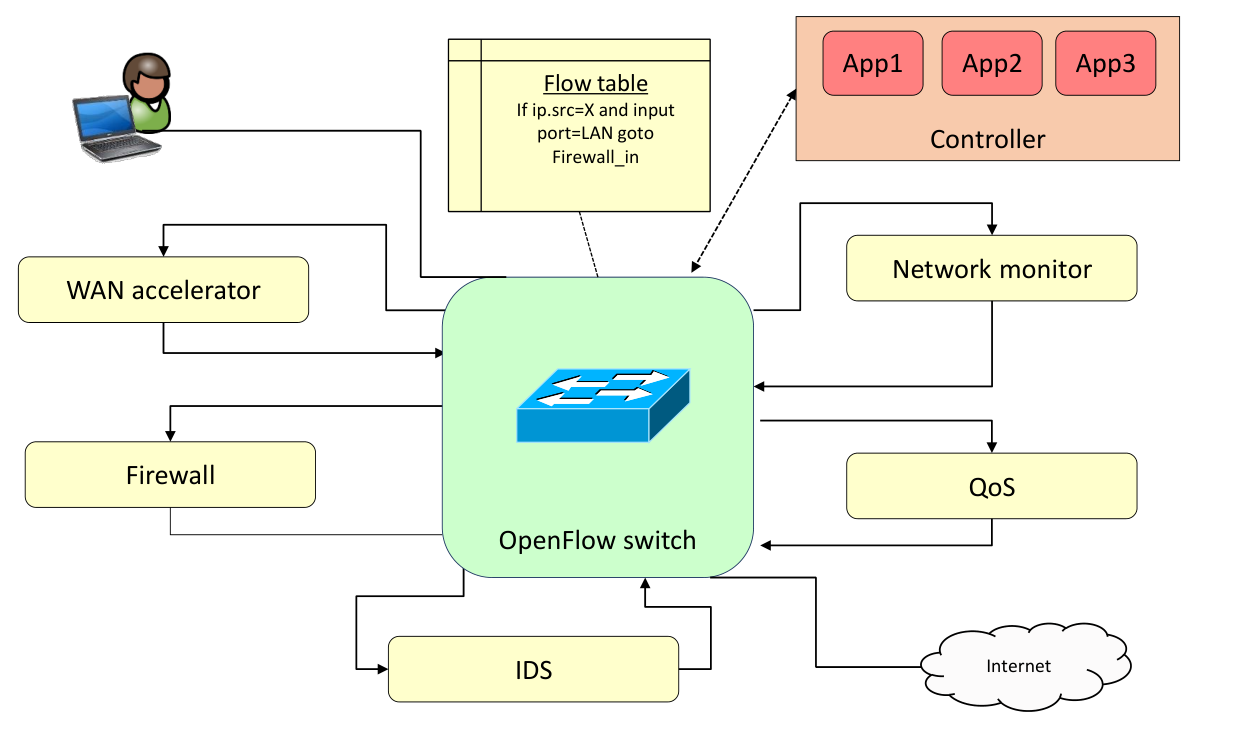 App1
App2
App3
Controller
Flow table
If ip.src=X and input
port=LAN goto
Firewall_in
WAN accelerator
Network monitor
Firewall
QoS
OpenFlow switch
IDS
Internet